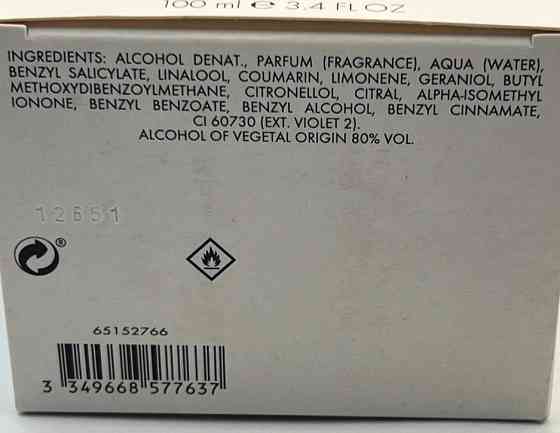 100 ml e 3.4 FL OZ
INGREDIENTS: ALCOHOL DENAT., PARFUM (FRAGRANCE), AQUA (WATER),
BENZYL SALICYLATE, LINALOOL, COUMARIN, LIMONENE, GERANIOL, BUTYL
METHOXYDIBENZOYLMETHANE, CITRONELLOL, CITRAL, ALPHA-ISOMETHYL
IONONE, BENZYL BENZOATE, BENZYL ALCOHOL, BENZYL CINNAMATE,
CI 60730 (EXT. VIOLET 2).
ALCOHOL OF VEGETAL ORIGIN 80% VOL.
12651
®
65152766
3 349668 577637